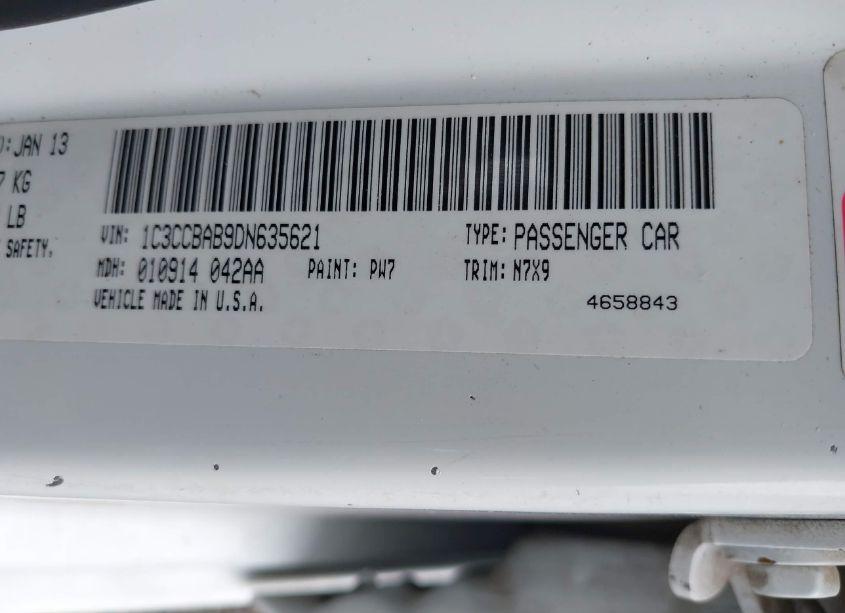 D: JAN 13
7 KG
LB
SAFETY.
VIN: 1C3CCBAB9DN635621 TYPE: PASSENGER CAR
MDH: 010914 042AA PAINT: PW7 TRIM: N7X9
VEHICLE MADE IN U.S.A. 4658843